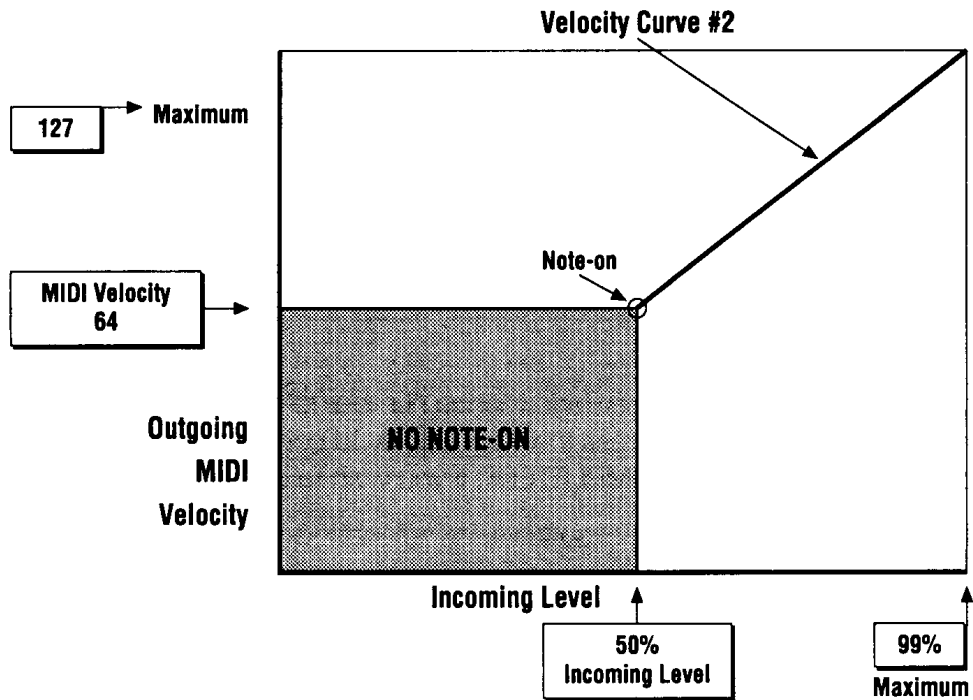 Velocity Curve #2
127
Maximum
Note-on
MIDI Velocity
64
NO NOTE-ON
Outgoing
MIDI
Velocity
Incoming Level
50%
Incoming Level
99%
Maximum